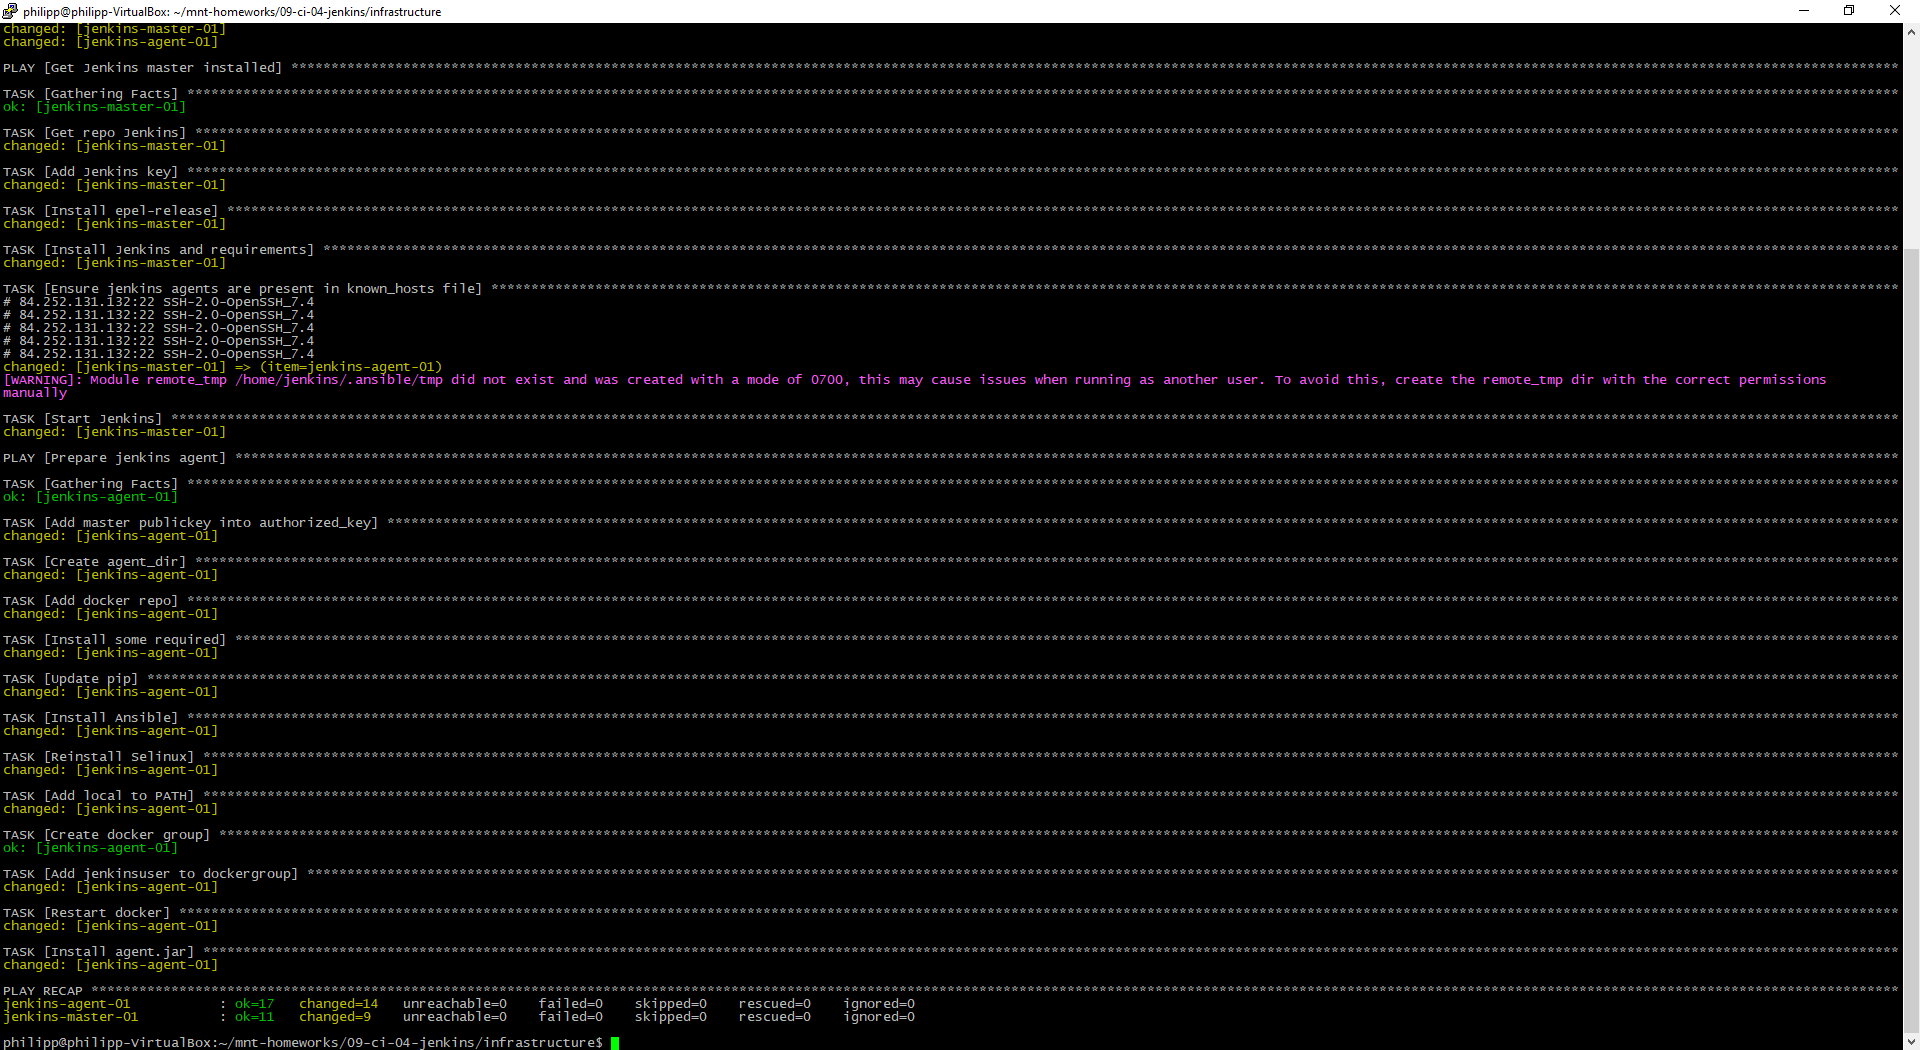 philipp@philipp-VirtualBox: ~/mnt-homeworks/09-ci-04-jenkins/infrastructure
changed: [jenkins-master-01]
changed: [jenkins-agent-01]
PLAY [Get Jenkins master installed] ****************************************************************
TASK [Gathering Facts] ****************************************************************
ok: [jenkins-master-01]
TASK [Get repo Jenkins] ****************************************************************
changed: [jenkins-master-01]
TASK [Add Jenkins key] ****************************************************************
changed: [jenkins-master-01]
TASK [Install epel-release] ****************************************************************
changed: [jenkins-master-01]
TASK [Install Jenkins and requirements] ****************************************************************
changed: [jenkins-master-01]
TASK [Ensure jenkins agents are present in known_hosts file] ****************************************************************
# 84.252.131.132:22 SSH-2.0-OpenSSH_7.4
# 84.252.131.132:22 SSH-2.0-OpenSSH_7.4
# 84.252.131.132:22 SSH-2.0-OpenSSH_7.4
# 84.252.131.132:22 SSH-2.0-OpenSSH_7.4
# 84.252.131.132:22 SSH-2.0-OpenSSH_7.4
changed: [jenkins-master-01] => (item=jenkins-agent-01)
[WARNING]: Module remote_tmp /home/jenkins/.ansible/tmp did not exist and was created with a mode of 0700, this may cause issues when running as another user. To avoid this, create the remote_tmp dir with the correct permissions
manually
TASK [Start Jenkins] ****************************************************************
changed: [jenkins-master-01]
PLAY [Prepare jenkins agent] ****************************************************************
TASK [Gathering Facts] ****************************************************************
ok: [jenkins-agent-01]
TASK [Add master publickey into authorized_key] ****************************************************************
changed: [jenkins-agent-01]
TASK [Create agent_dir] ****************************************************************
changed: [jenkins-agent-01]
TASK [Add docker repo] ****************************************************************
changed: [jenkins-agent-01]
TASK [Install some required] ****************************************************************
changed: [jenkins-agent-01]
TASK [Update pip] ****************************************************************
changed: [jenkins-agent-01]
TASK [Install Ansible] ****************************************************************
changed: [jenkins-agent-01]
TASK [Reinstall Selinux] ****************************************************************
changed: [jenkins-agent-01]
TASK [Add local to PATH] ****************************************************************
changed: [jenkins-agent-01]
TASK [Create docker group] ****************************************************************
ok: [jenkins-agent-01]
TASK [Add jenkinsuser to dockergroup] ****************************************************************
changed: [jenkins-agent-01]
TASK [Restart docker] ****************************************************************
changed: [jenkins-agent-01]
TASK [Install agent.jar] ****************************************************************
changed: [jenkins-agent-01]
PLAY RECAP ****************************************************************
jenkins-agent-01 : ok=17 changed=14 unreachable=0 failed=0 skipped=0 rescued=0 ignored=0
jenkins-master-01 : ok=11 changed=9 unreachable=0 failed=0 skipped=0 rescued=0 ignored=0
philipp@philipp-VirtualBox:~/mnt-homeworks/09-ci-04-jenkins/infrastructure$